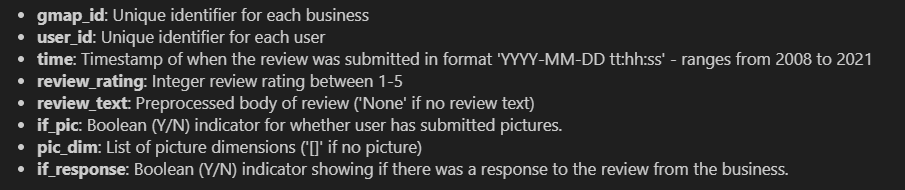 • gmap_id: Unique identifier for each business
• user_id: Unique identifier for each user
• time: Timestamp of when the review was submitted in format 'YYYY-MM-DD tt:hh:ss' - ranges from 2008 to 2021
• review_rating: Integer review rating between 1-5
• review_text: Preprocessed body of review ('None' if no review text)
• if_pic: Boolean (Y/N) indicator for whether user has submitted pictures.
• pic_dim: List of picture dimensions ('[]' if no picture)
• if_response: Boolean (Y/N) indicator showing if there was a response to the review from the business.